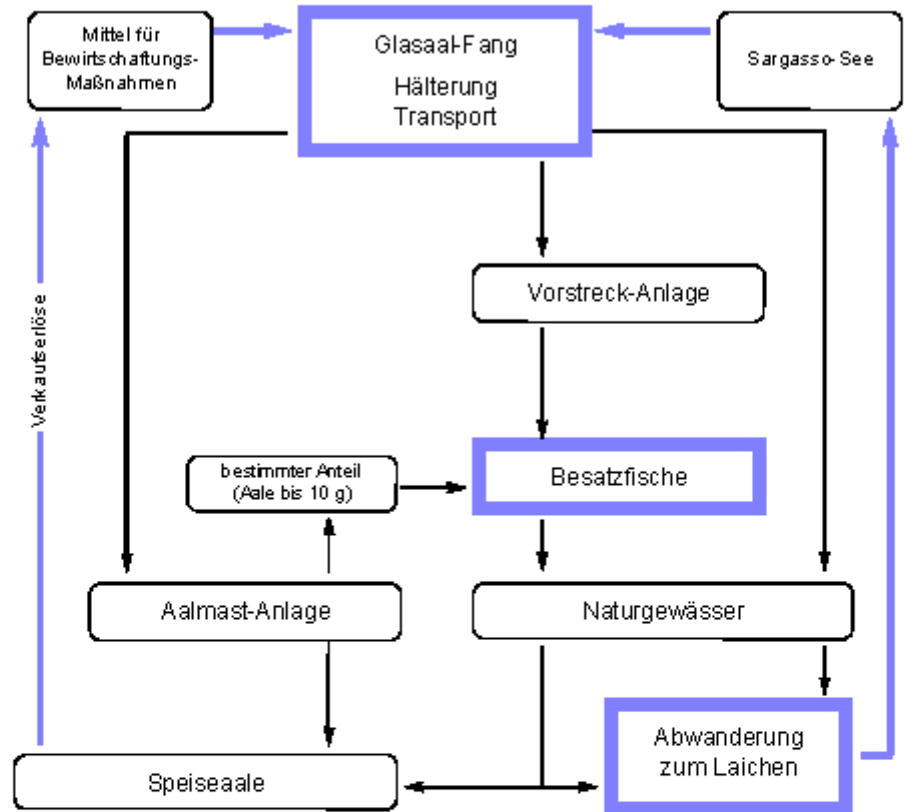 Mittel für
Bewirtschaftungs-
Maßnahmen
Glasaal-Fang
Hälterung
Transport
Sargasso-See
Vorstreck-Anlage
Verkaufserlöse
bestimmter Anteil
(Aale bis 10 g)
Besatzfische
Aalmast-Anlage
Naturgewässer
Abwanderung
zum Laichen
Speiseaale